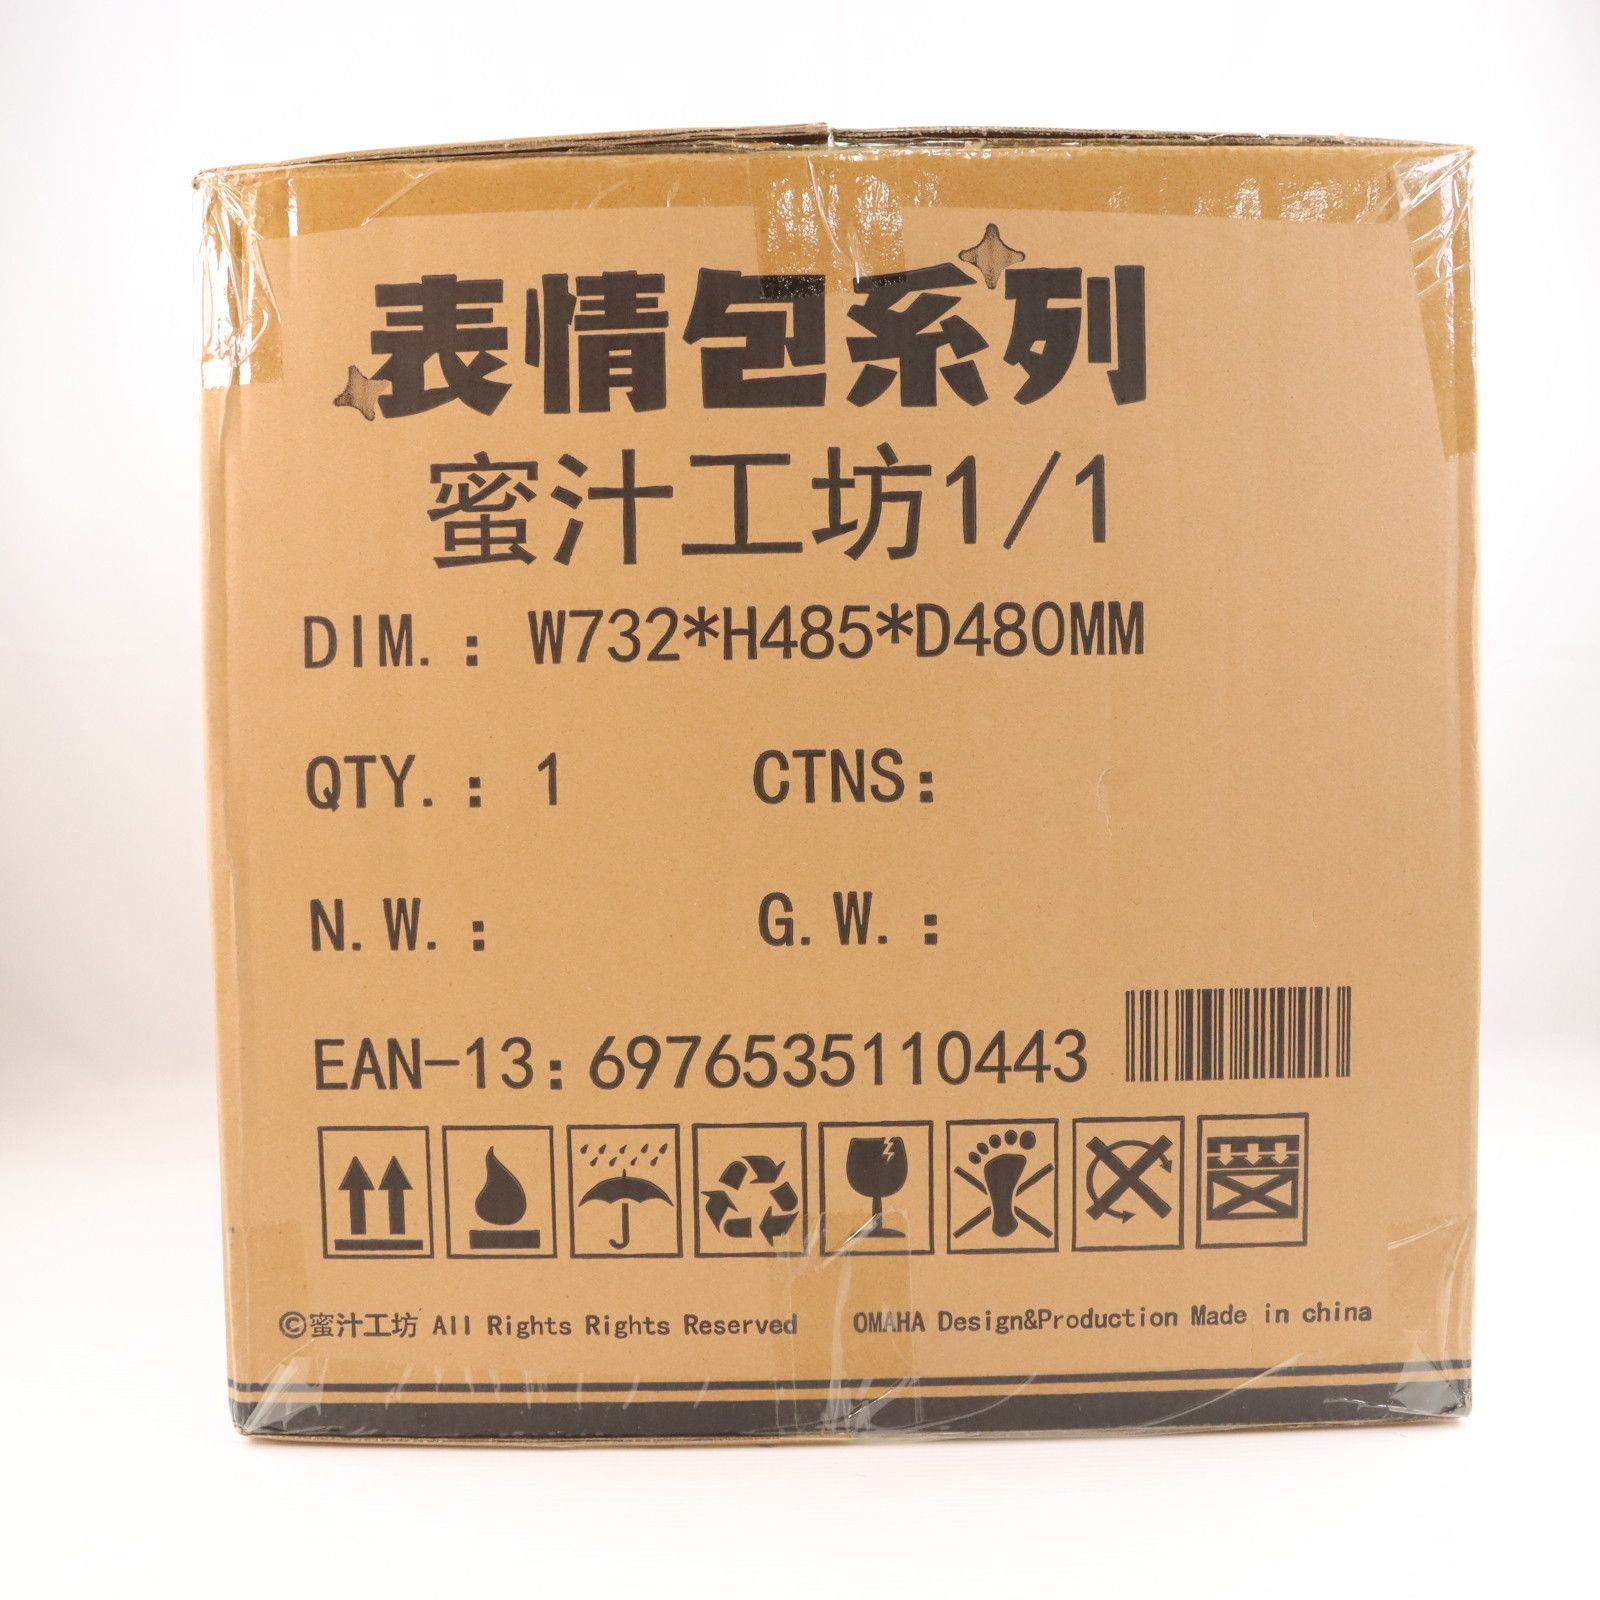 表情包系列
蜜汁工坊1/1
DIM.: W732*H485*D480MM
QTY.: 1 CTNS:
N.W.: G.W.:
EAN-13: 6976535110443
©蜜汁工坊 All Rights Rights Reserved OMAHA Design&Production Made in china